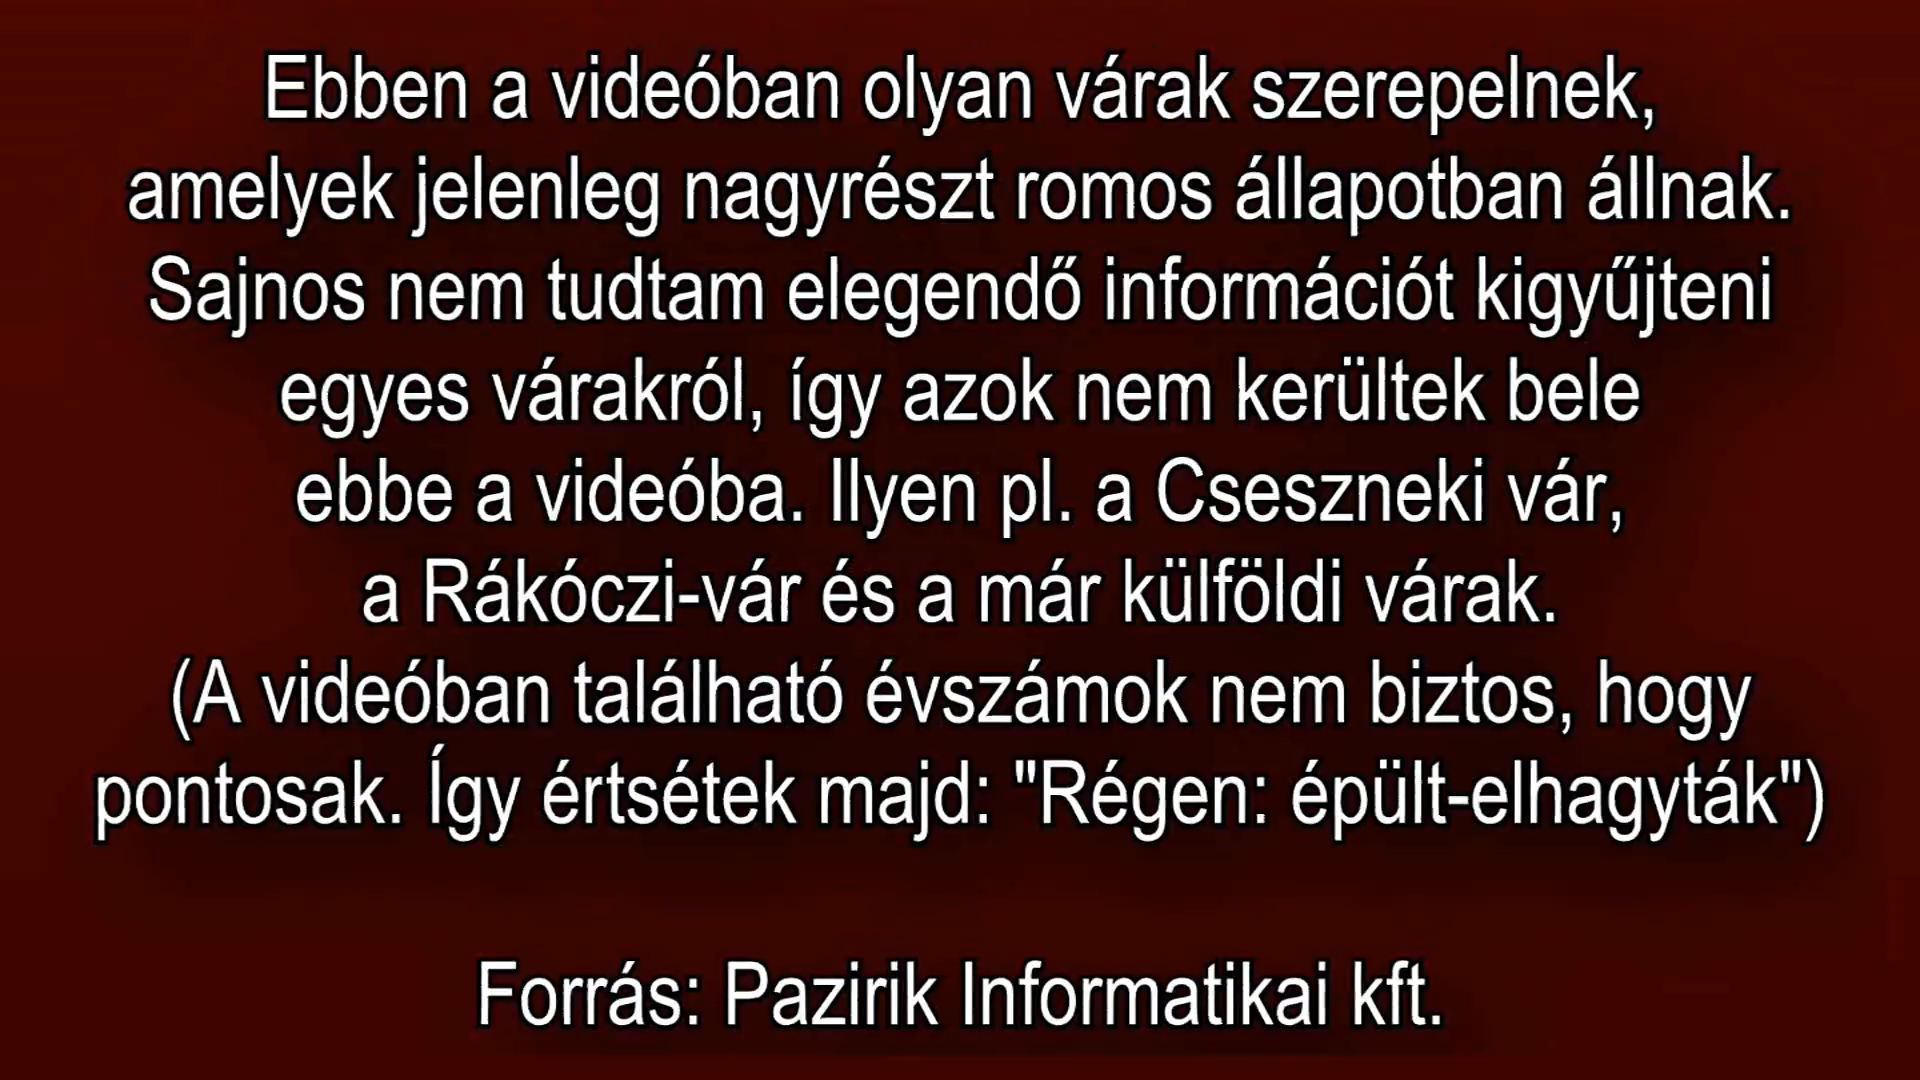 Ebben a videóban olyan várak szerepelnek,
amelyek jelenleg nagyrészt romos állapotban állnak.
Sajnos nem tudtam elegendő információt kigyűjteni
egyes várakról, így azok nem kerültek bele
ebbe a videóba. Ilyen pl. a Cseszneki vár,
a Rákóczi-vár és a már külföldi várak.
(A videóban található évszámok nem biztos, hogy
pontosak. Így értsétek majd: "Régen: épült-elhagyták")
Forrás: Pazirik Informatikai kft.